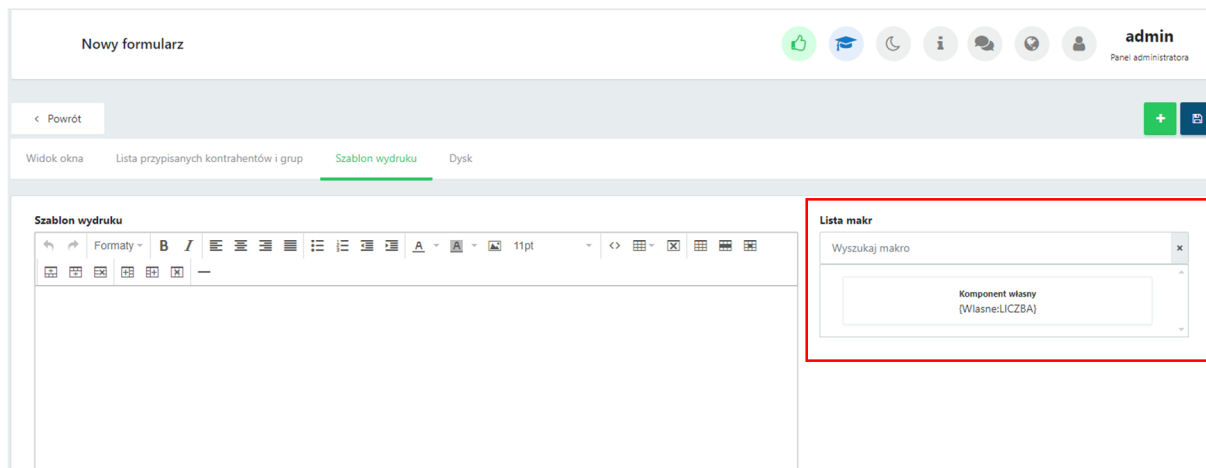 Nowy formularz
admin
Panel administratora
< Powrót
Widok okna Lista przypisanych kontrahentów i grup Szablon wydruku Dysk
Szablon wydruku
Lista makr
Formaty B I A A 11pt
Wyszukaj makro
Komponent własny
{Wlasne:LICZBA}